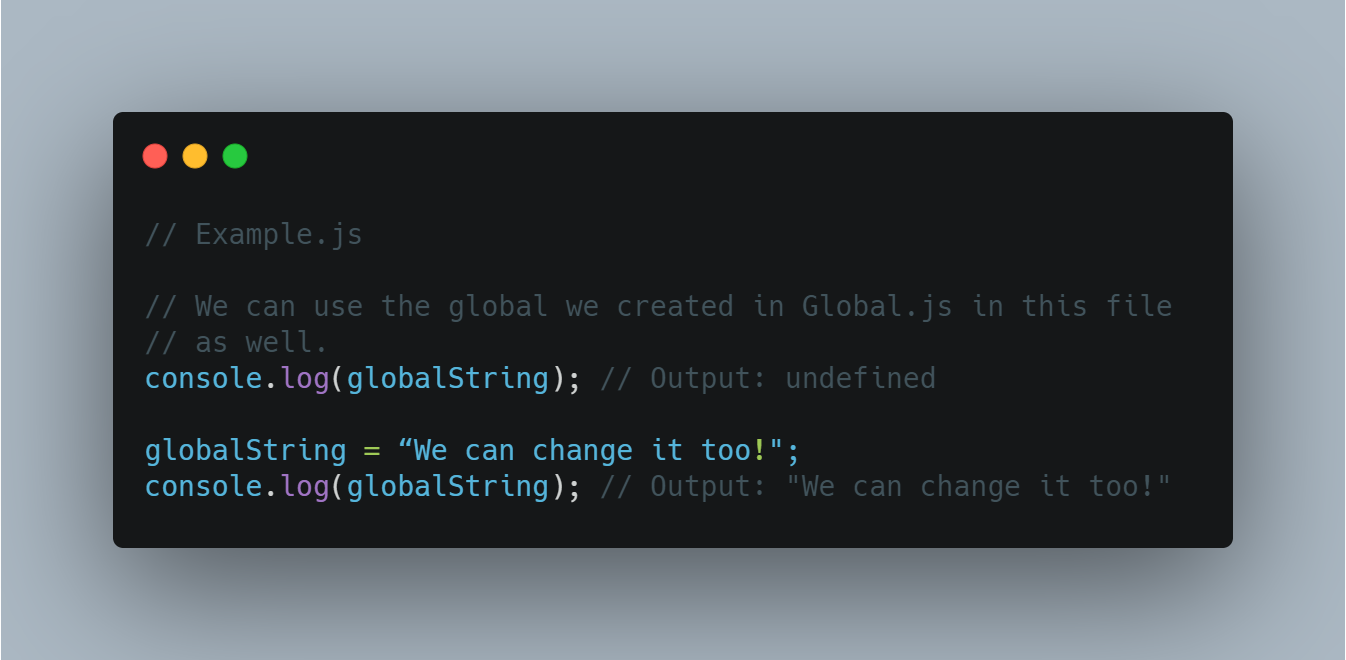 // Example.js
// We can use the global we created in Global.js in this file
// as well.
console.log(globalString); // Output: undefined
globalString = “We can change it too!";
console.log(globalString); // Output: "We can change it too!"